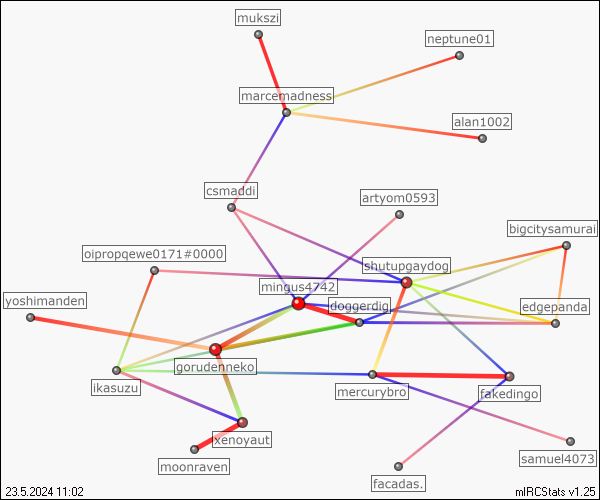 mukszi
neptune01
marcemadness
alan1002
csmaddi
artyom0593
bigcitysamurai
oipropqewe0171#0000
shutupgaydog
mingus4742
yoshimanden
doggerdig
edgepanda
gorudenneko
ikasuzu
mercurybro
fakedingo
xenoyaut
moonraven
samuel4073
facadas.
23.5.2024 11:02
mIRCStats v1.25